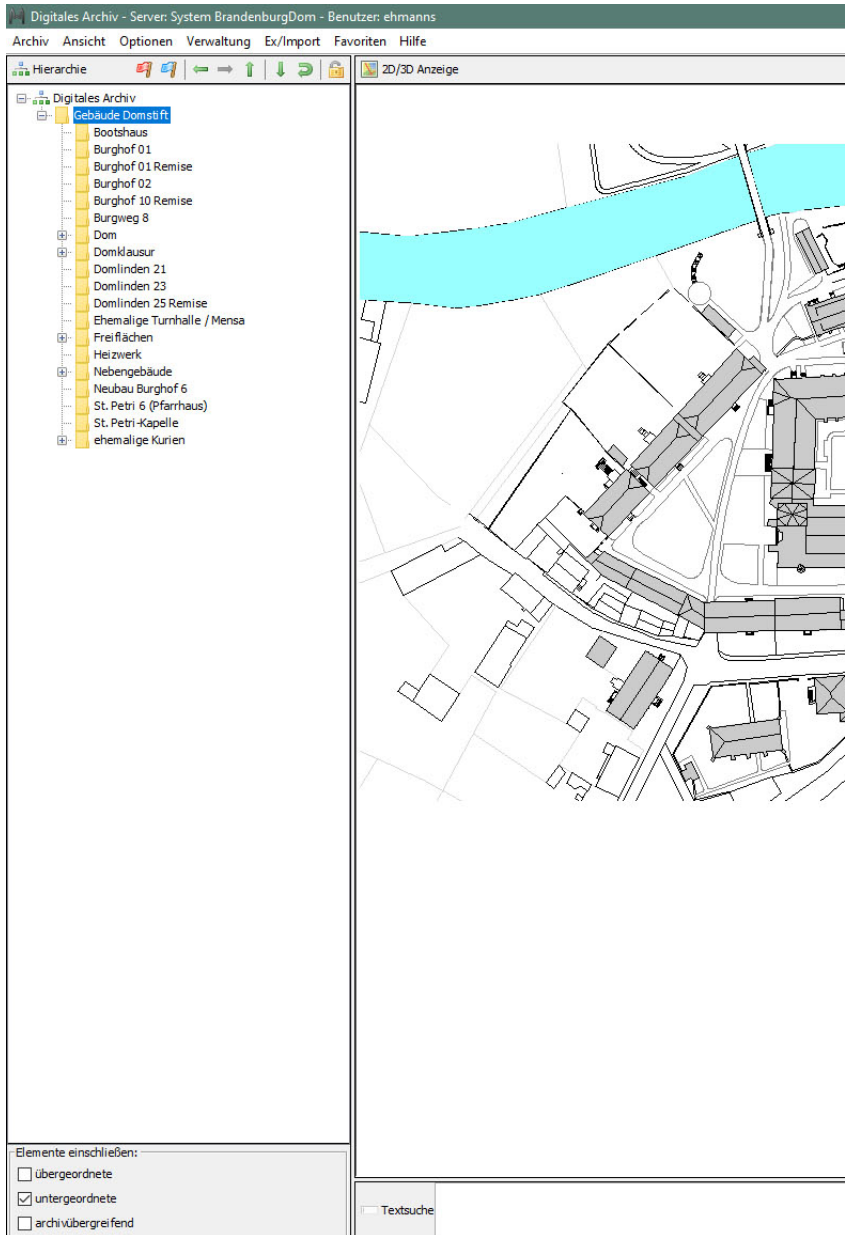 Digitales Archiv - Server: System BrandenburgDom - Benutzer: ehmanns
Archiv Ansicht Optionen Verwaltung Ex/Import Favoriten Hilfe
Hierarchie
2D/3D Anzeige
Digitales Archiv
Gebäude Domstift
Bootshaus
Burghof 01
Burghof 01 Remise
Burghof 02
Burghof 10 Remise
Burgweg 8
Dom
Domklausur
Domlinden 21
Domlinden 23
Domlinden 25 Remise
Ehemalige Turnhalle / Mensa
Freiflächen
Heizwerk
Nebengebäude
Neubau Burghof 6
St. Petri 6 (Pfarrhaus)
St. Petri-Kapelle
ehemalige Kurien
Elemente einschließen:
übergeordnete
untergeordnete
archivübergreifend
Textsuche